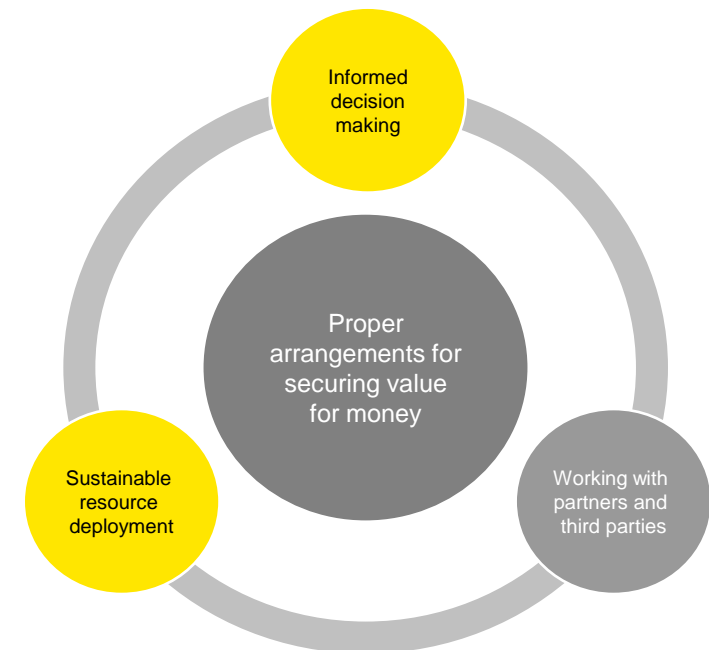 Informed
decision
making
Proper
arrangements for
securing value
for money
Sustainable
resource
deployment
Working with
partners and
third parties